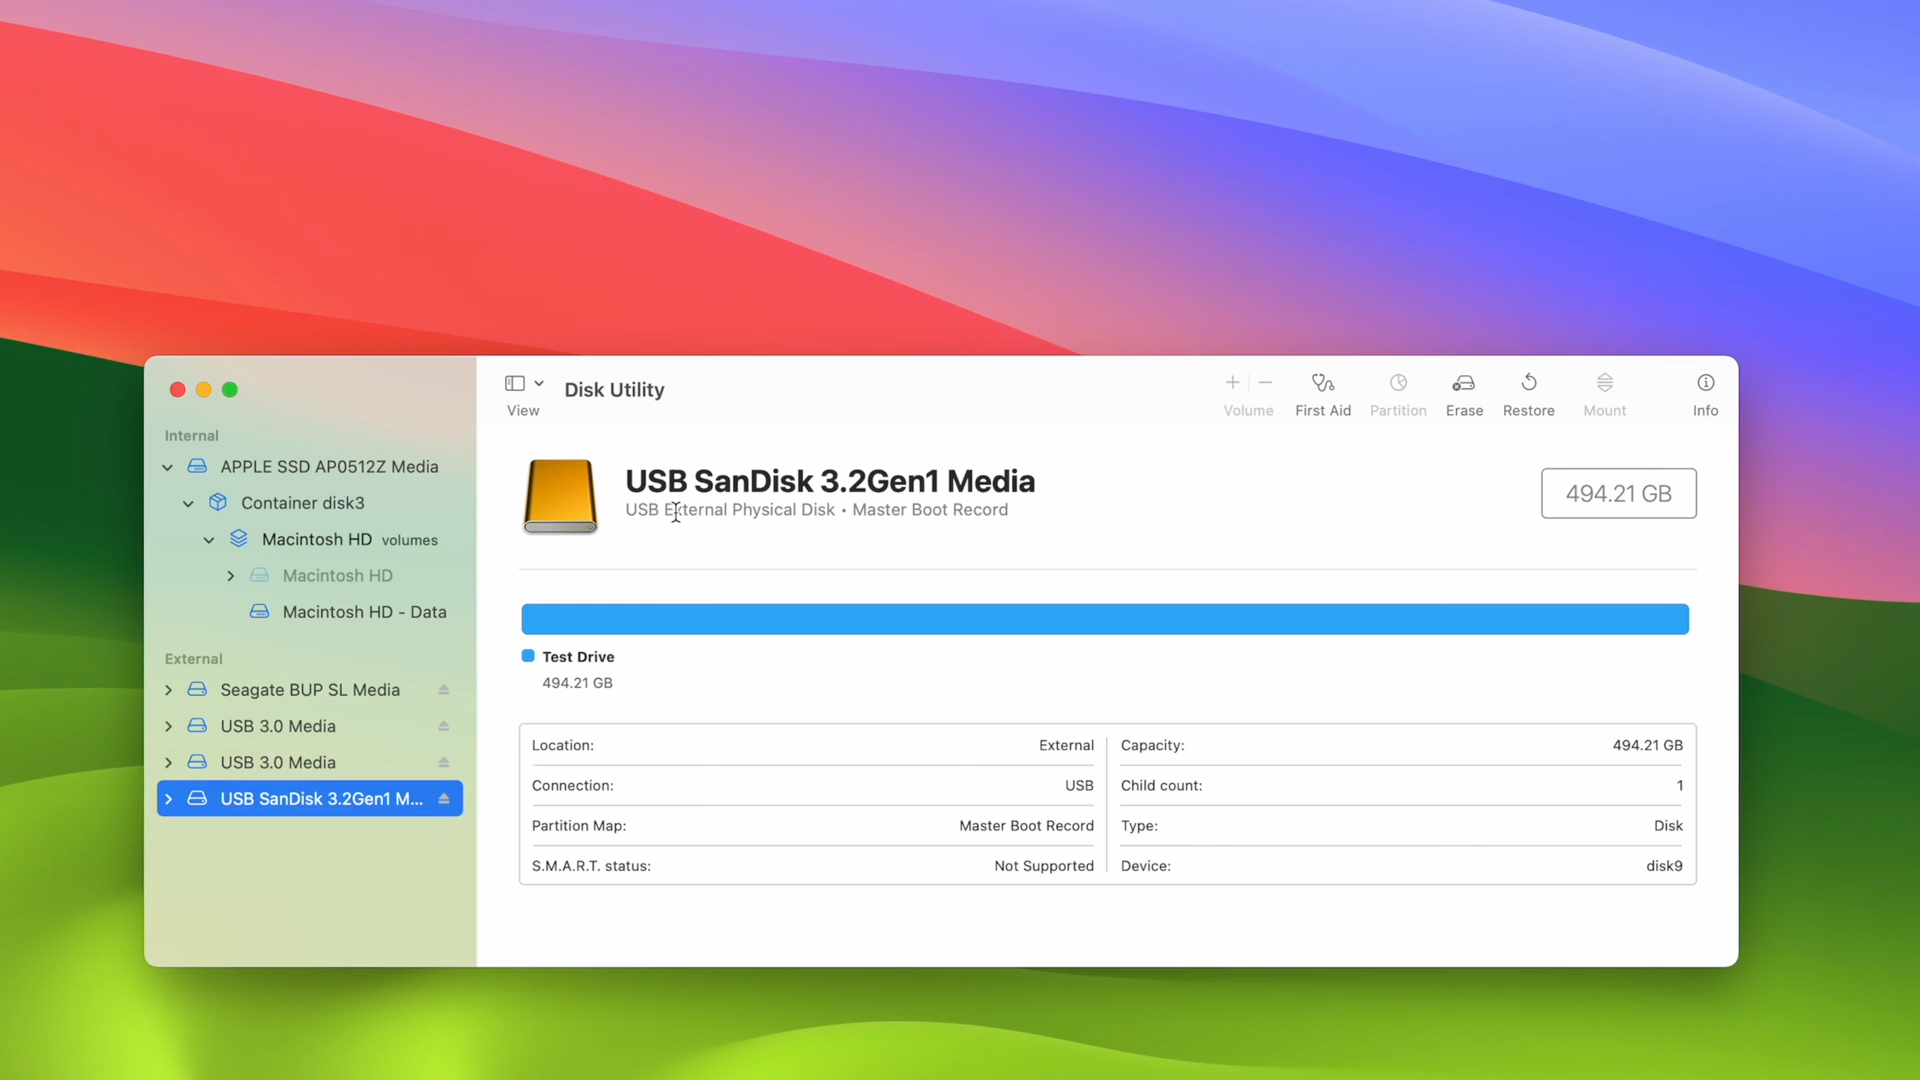 View
Disk Utility
Volume
First Aid
Partition
Erase
Restore
Mount
Info
Internal
APPLE SSD AP0512Z Media
Container disk3
Macintosh HD volumes
Macintosh HD
Macintosh HD - Data
External
Seagate BUP SL Media
USB 3.0 Media
USB 3.0 Media
USB SanDisk 3.2Gen1 M...
USB SanDisk 3.2Gen1 Media
USB External Physical Disk • Master Boot Record
494.21 GB
Test Drive
494.21 GB
Location: External
Connection: USB
Partition Map: Master Boot Record
S.M.A.R.T. status: Not Supported
Capacity: 494.21 GB
Child count: 1
Type: Disk
Device: disk9